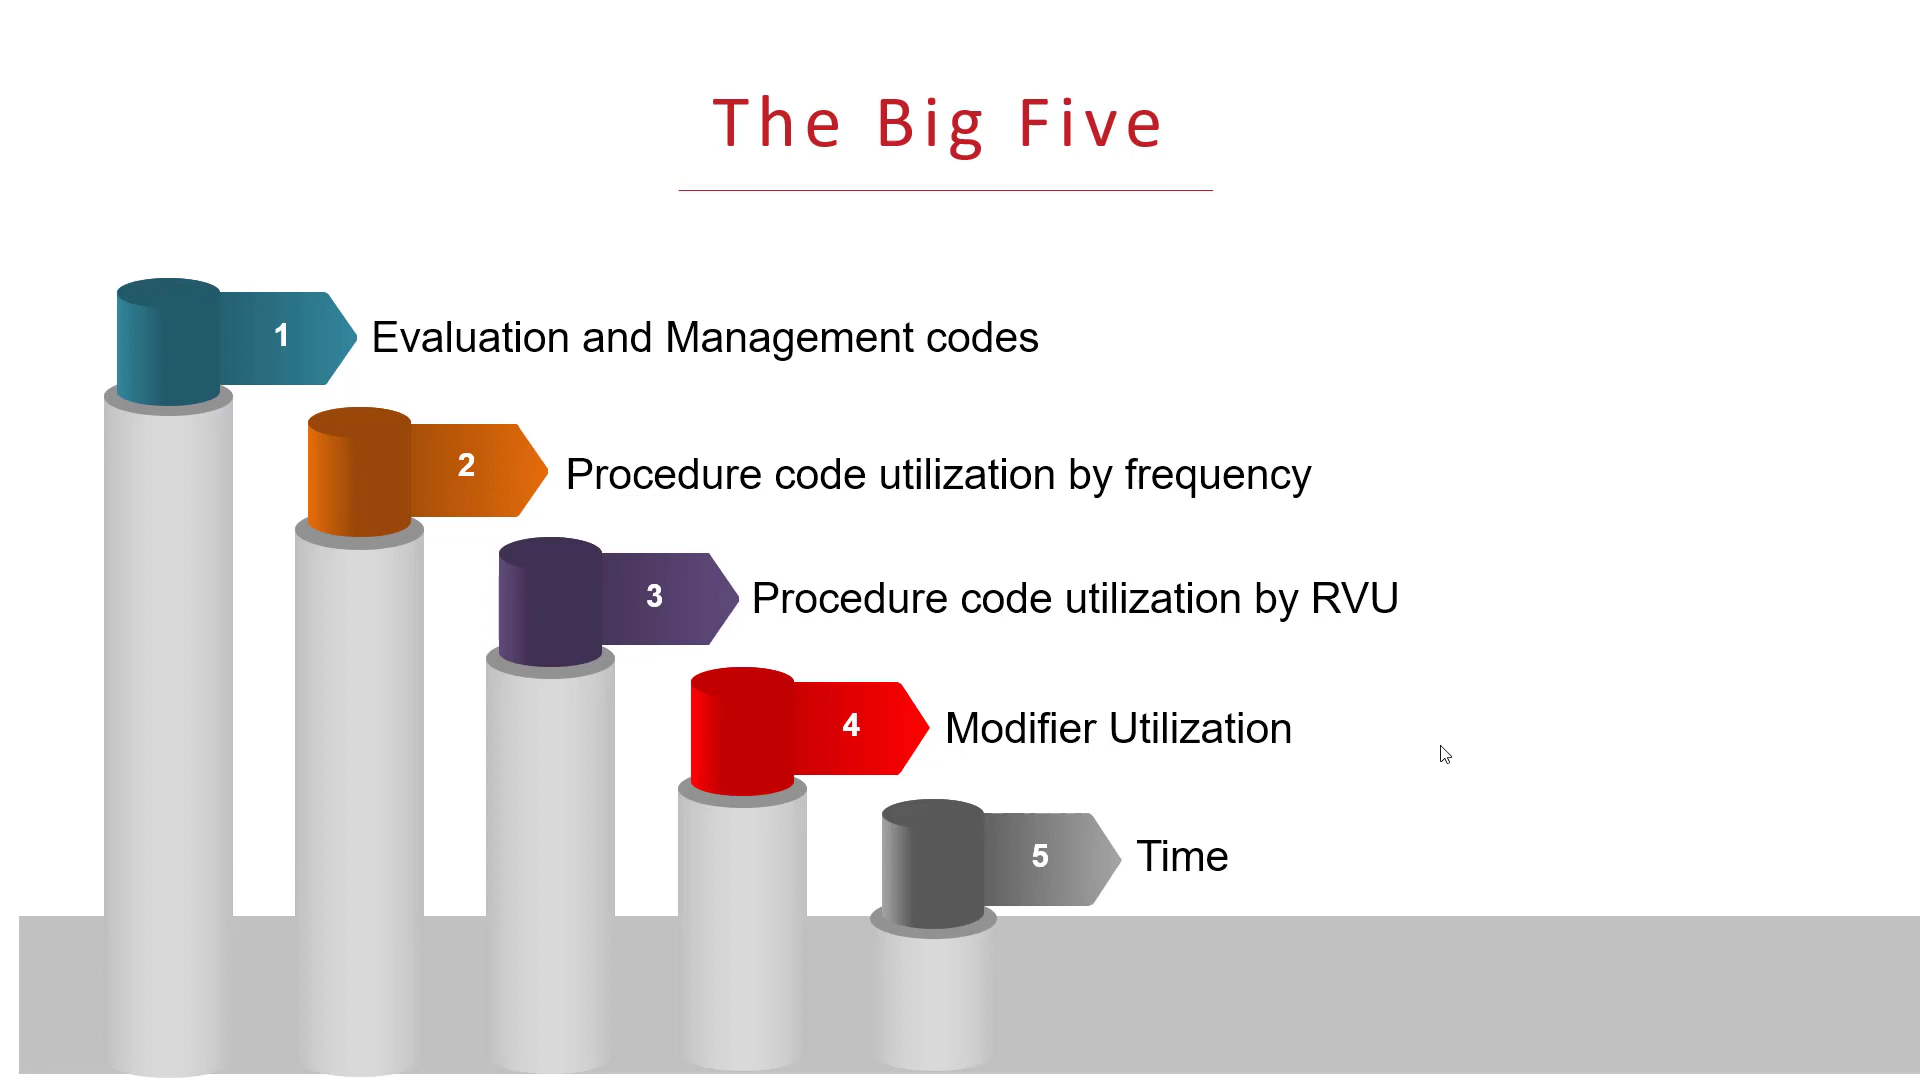 The Big Five
1 Evaluation and Management codes
2 Procedure code utilization by frequency
3 Procedure code utilization by RVU
4 Modifier Utilization
5 Time